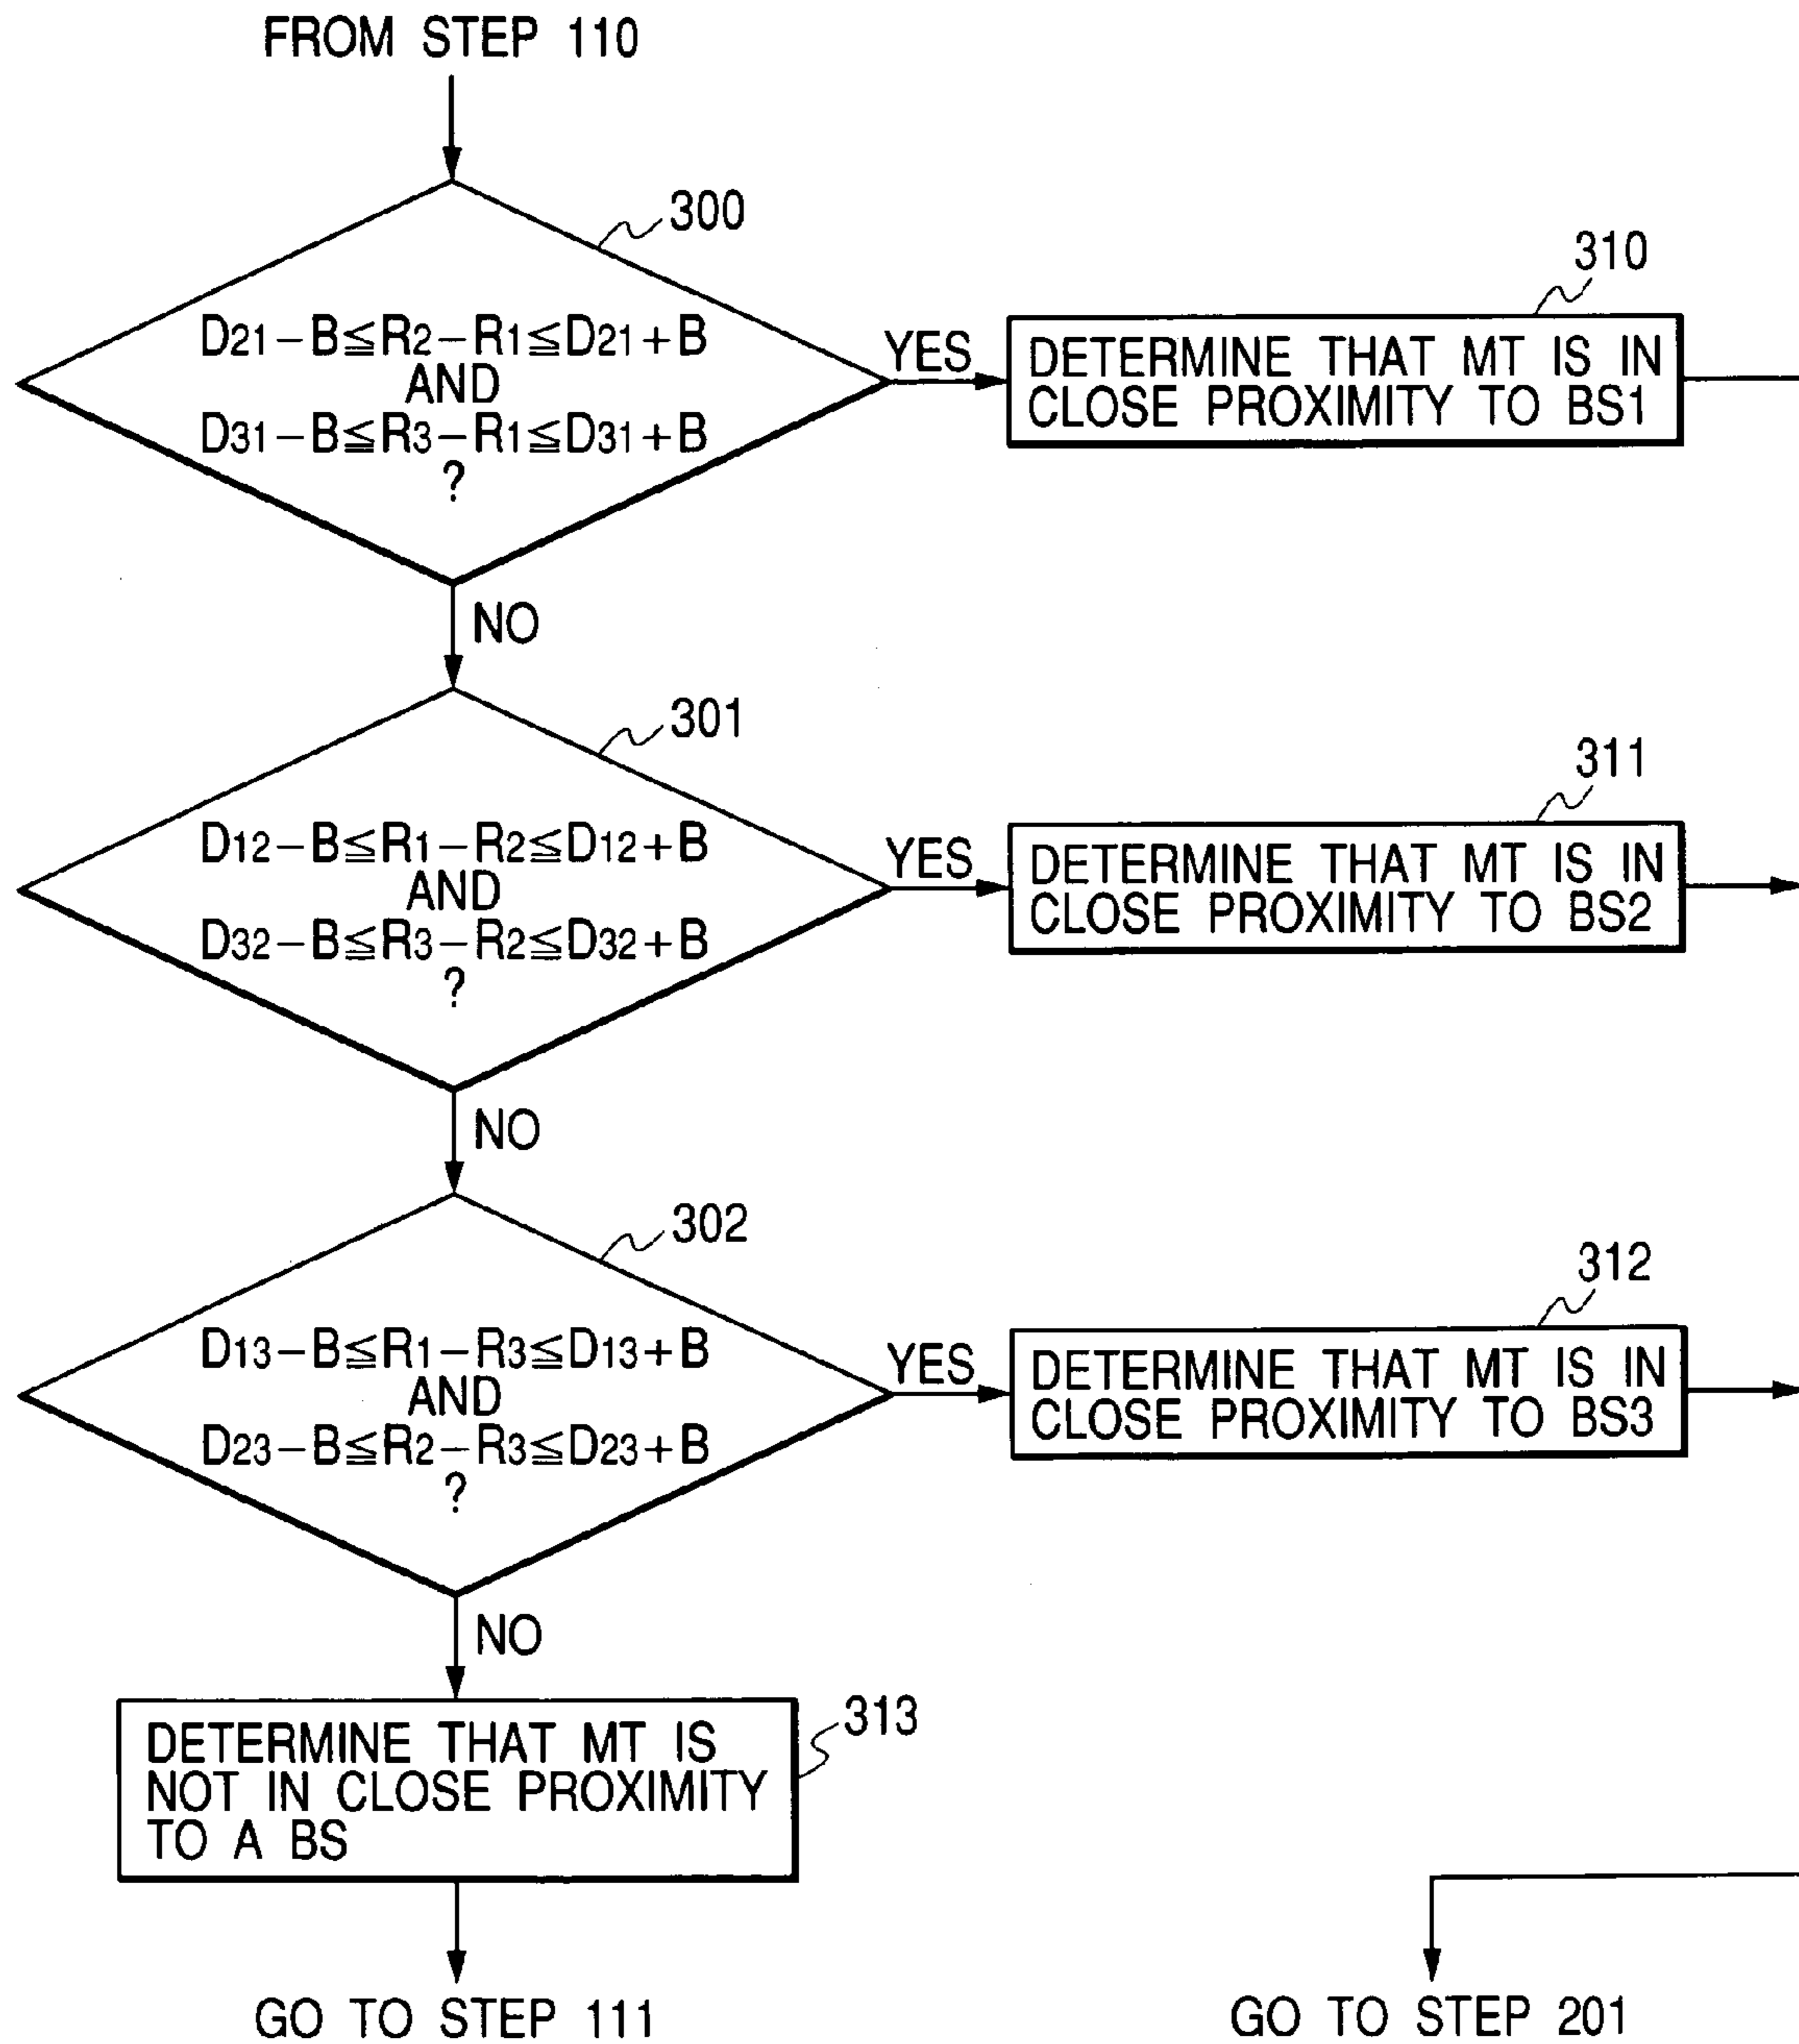 FROM STEP 110
300
D21−B≦R2−R1≦D21+B
AND
D31−B≦R3−R1≦D31+B
?
YES
310
DETERMINE THAT MT IS IN
CLOSE PROXIMITY TO BS1
NO
301
D12−B≦R1−R2≦D12+B
AND
D32−B≦R3−R2≦D32+B
?
YES
311
DETERMINE THAT MT IS IN
CLOSE PROXIMITY TO BS2
NO
302
D13−B≦R1−R3≦D13+B
AND
D23−B≦R2−R3≦D23+B
?
YES
312
DETERMINE THAT MT IS IN
CLOSE PROXIMITY TO BS3
NO
313
DETERMINE THAT MT IS
NOT IN CLOSE PROXIMITY
TO A BS
GO TO STEP 111
GO TO STEP 201